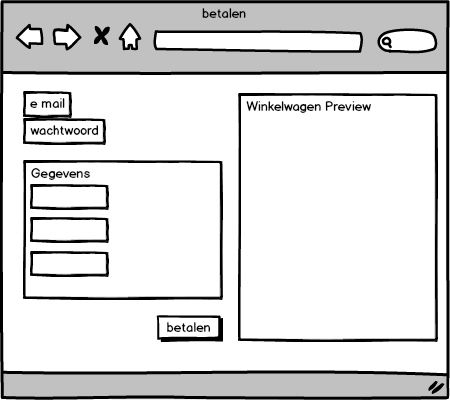 betalen
e mail
wachtwoord
Gegevens
betalen
Winkelwagen Preview